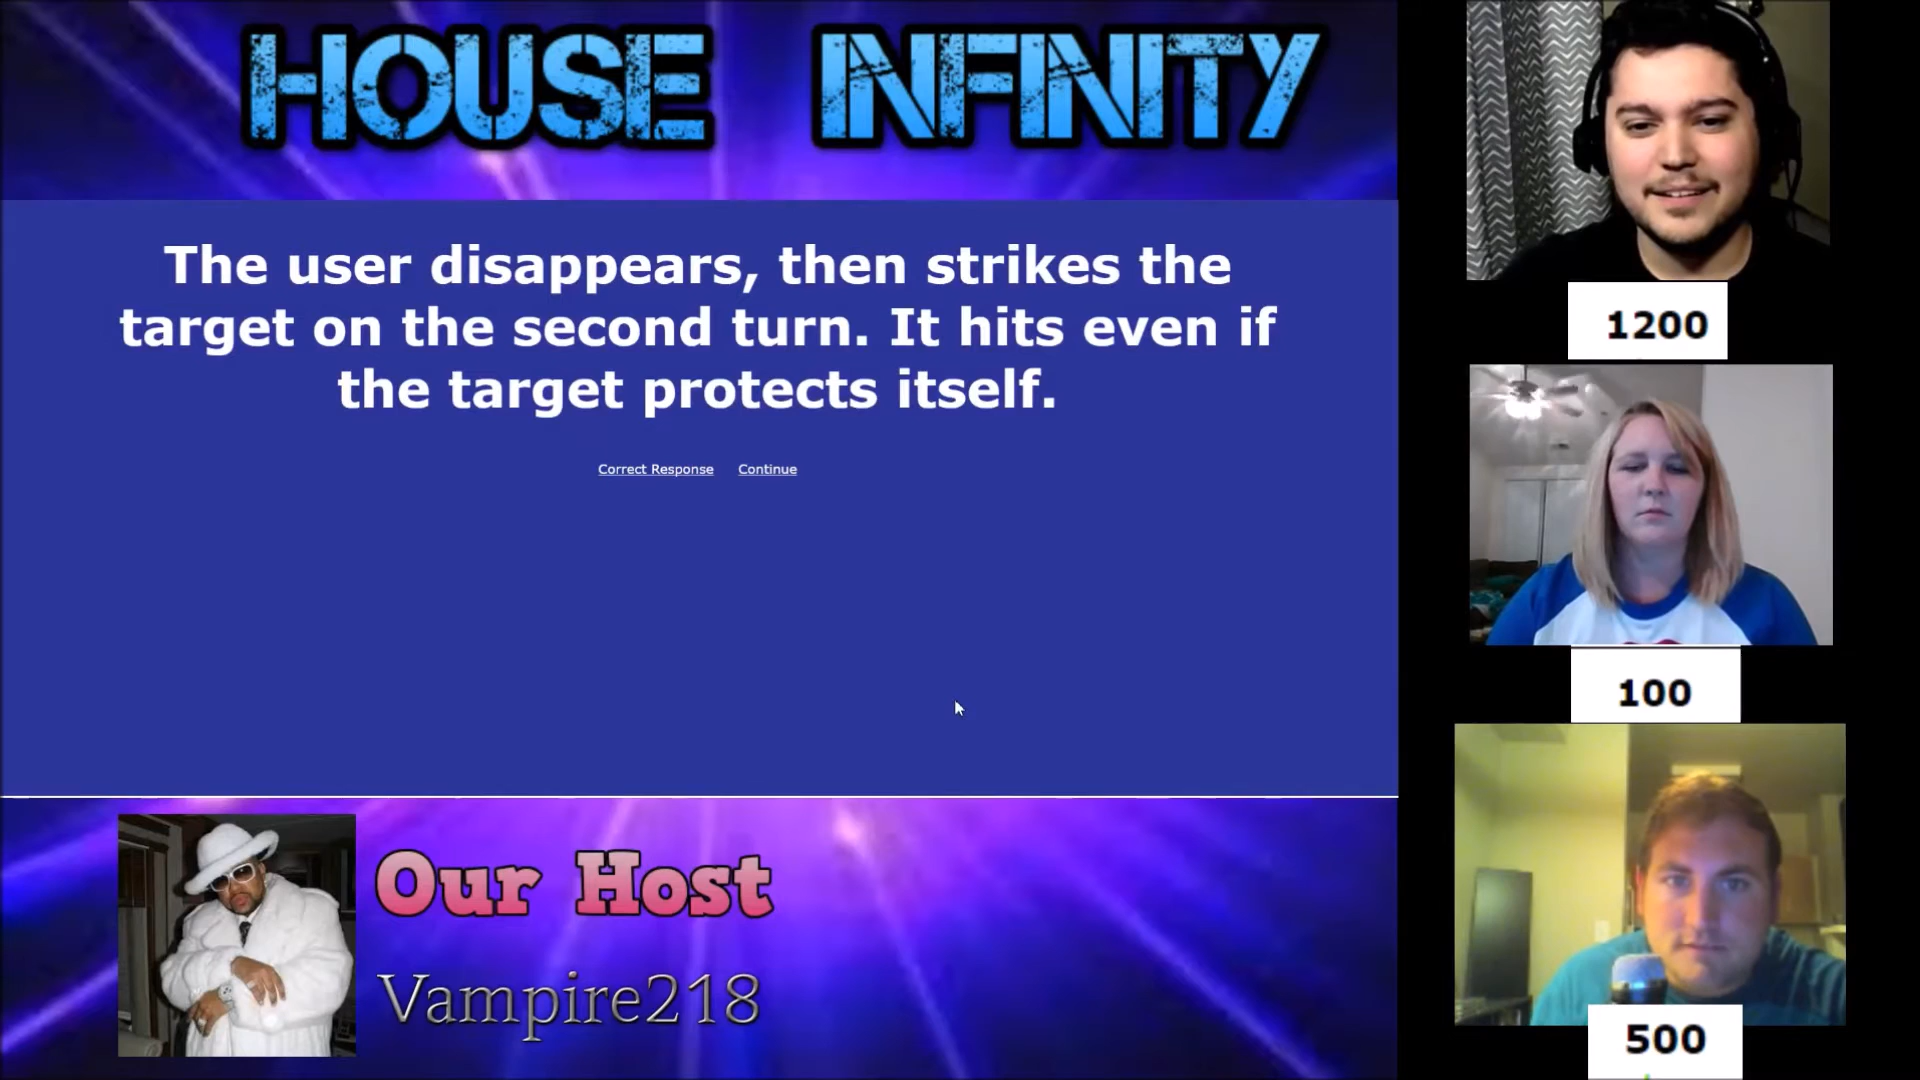 HOUSE INFINITY
The user disappears, then strikes the
target on the second turn. It hits even if
the target protects itself.
Correct Response Continue
Our Host
Vampire218
1200
100
500